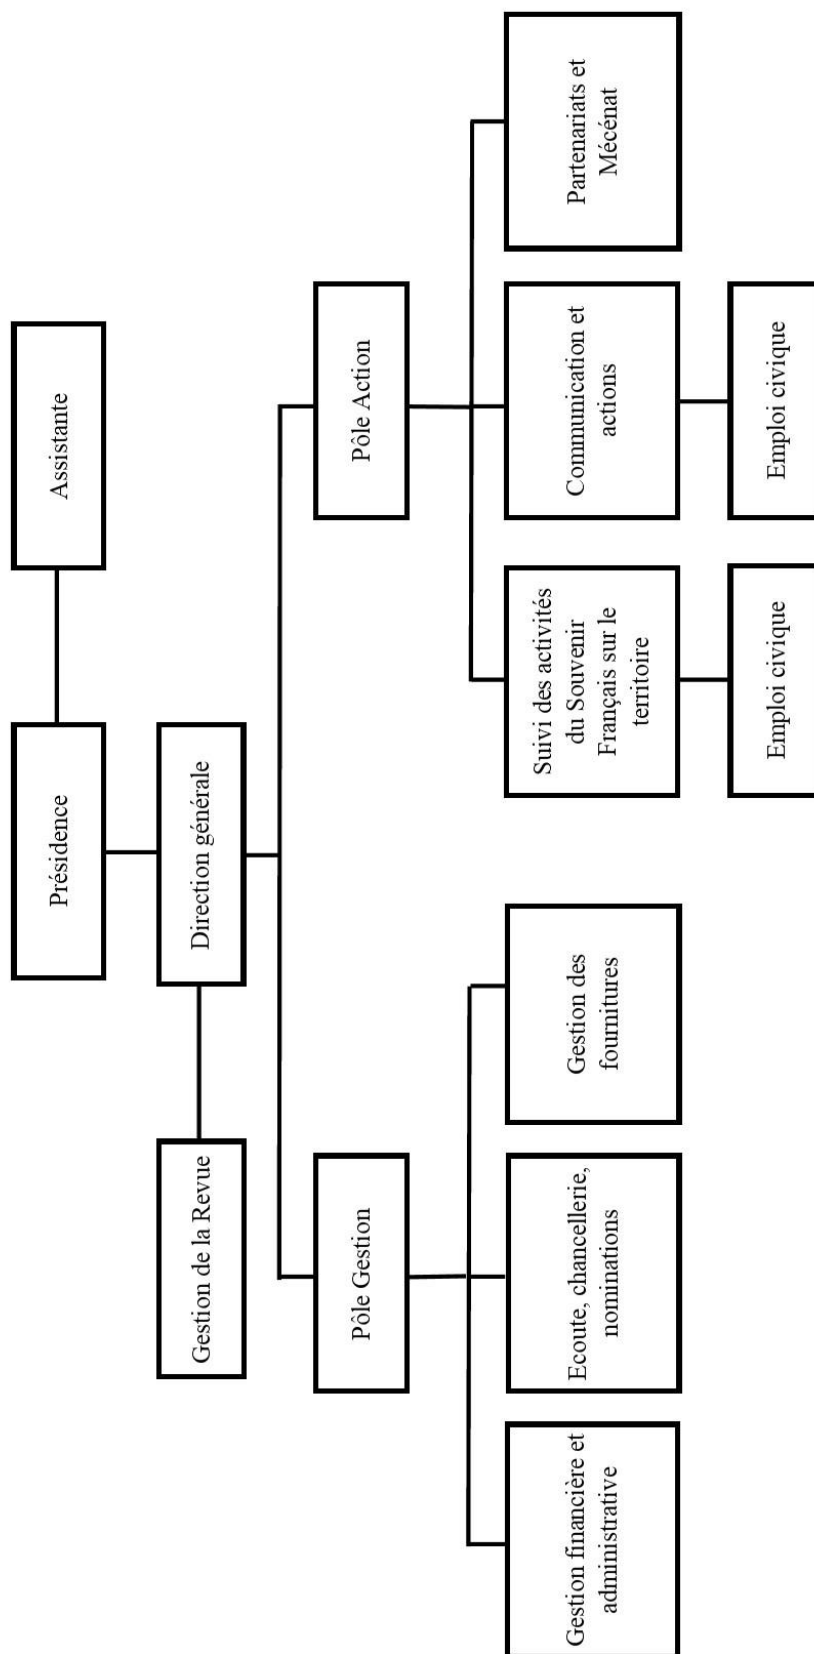 Présidence
Assistante
Gestion de la Revue
Direction générale
Pôle Gestion
Pôle Action
Gestion financière et
administrative
Ecoute, chancellerie,
nominations
Gestion des
fournitures
Suivi des activités
du Souvenir
Français sur le
territoire
Communication et
actions
Partenariats et
Mécénat
Emploi civique
Emploi civique